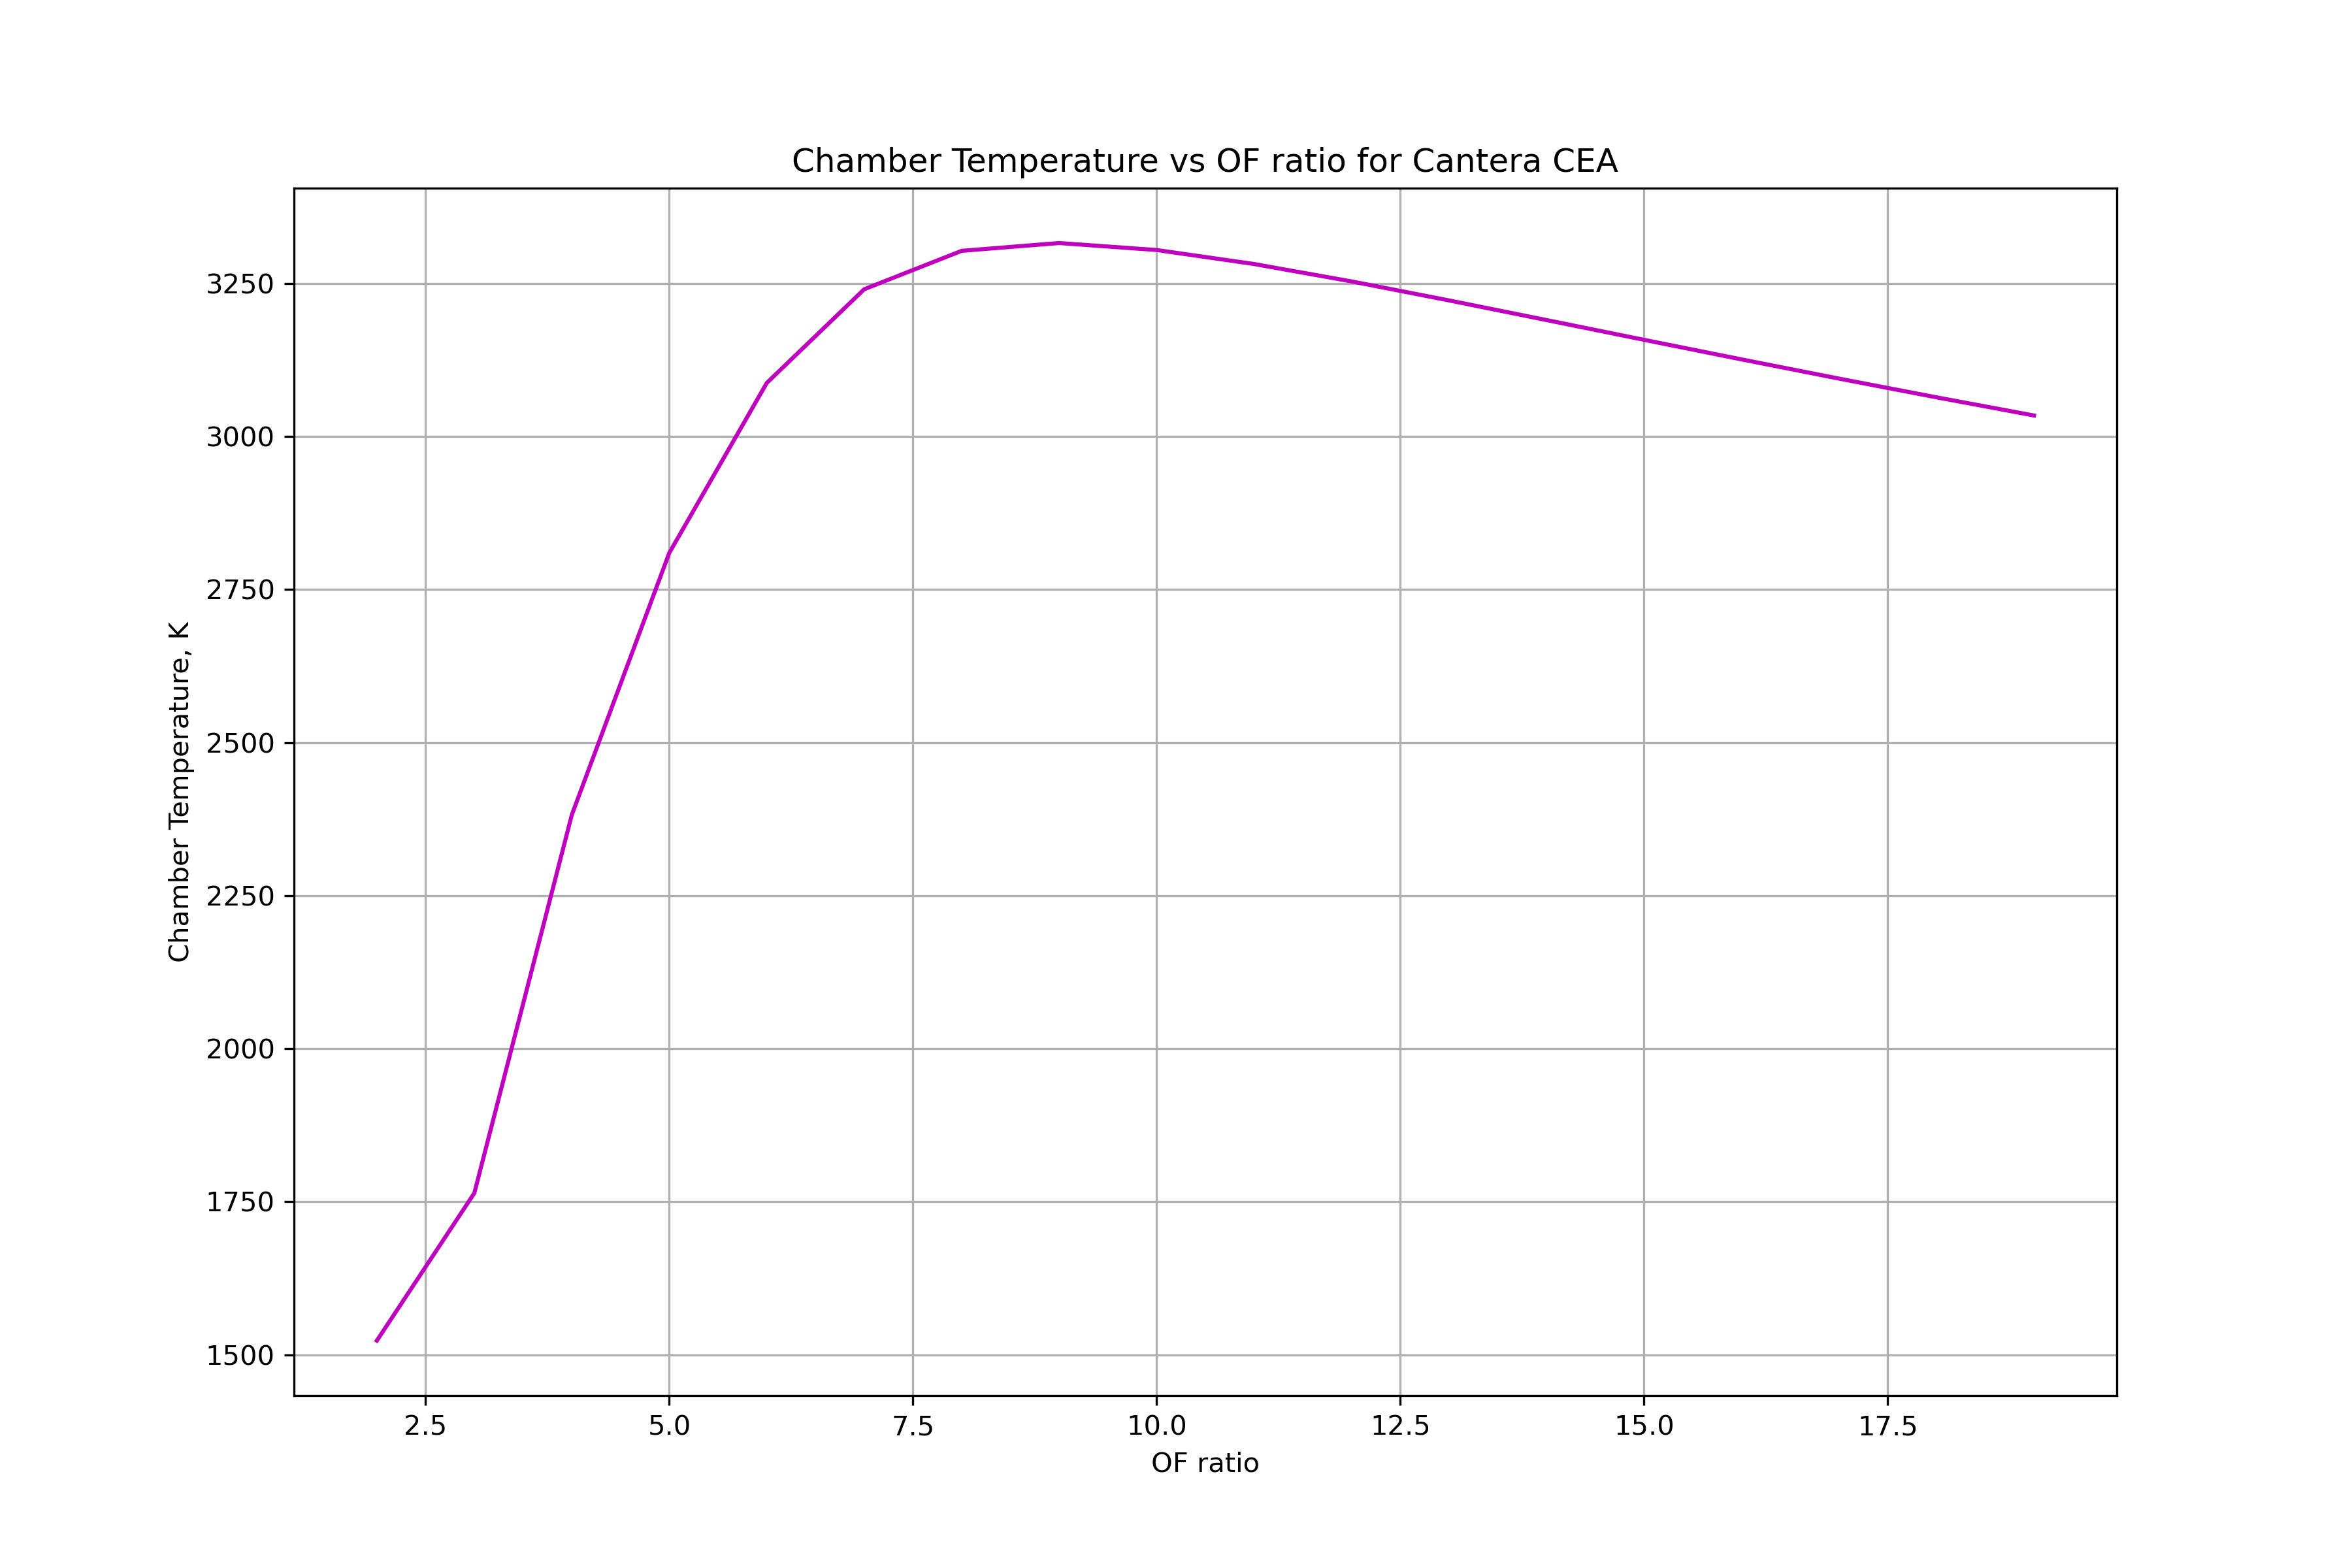 Chamber Temperature vs OF ratio for Cantera CEA
Chamber Temperature, K
3250
3000
2750
2500
2250
2000
1750
1500
2.5 5.0 7.5 10.0 12.5 15.0 17.5
OF ratio